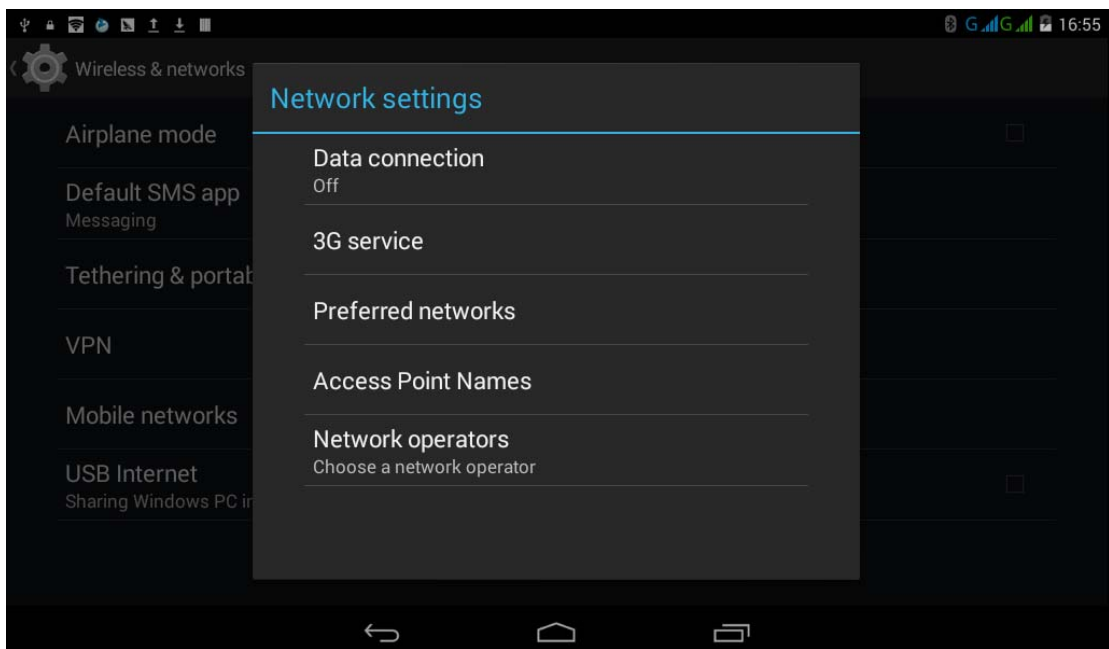 G G 16:55
Wireless & networks
Network settings
Airplane mode
Data connection
Off
Default SMS app
Messaging
3G service
Tethering & portab
Preferred networks
VPN
Access Point Names
Mobile networks
Network operators
Choose a network operator
USB Internet
Sharing Windows PC in